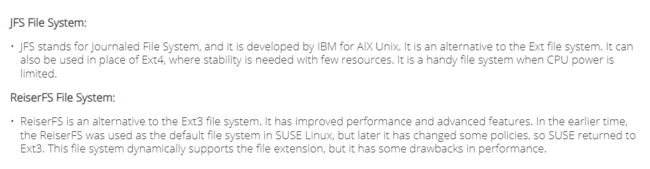 JFS File System:
• JFS stands for Journaled File System, and it is developed by IBM for AIX Unix. It is an alternative to the Ext file system. It can
also be used in place of Ext4, where stability is needed with few resources. It is a handy file system when CPU power is
limited.
ReiserFS File System:
• ReiserFS is an alternative to the Ext3 file system. It has improved performance and advanced features. In the earlier time,
the ReiserFS was used as the default file system in SUSE Linux, but later it has changed some policies, so SUSE returned to
Ext3. This file system dynamically supports the file extension, but it has some drawbacks in performance.